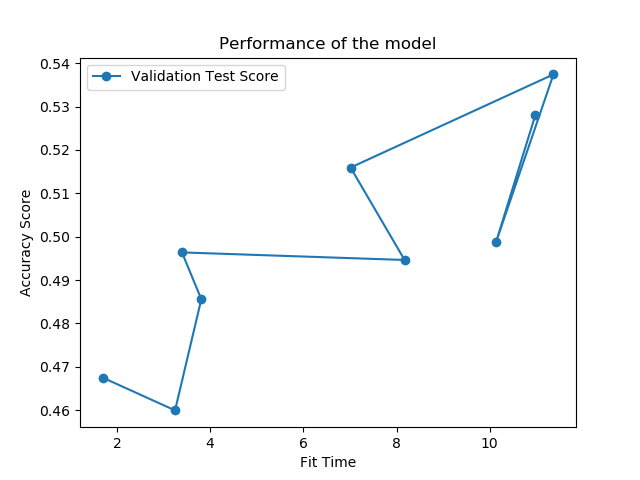 Performance of the model
Validation Test Score
0.54
0.53
0.52
0.51
0.50
0.49
0.48
0.47
0.46
Accuracy Score
2 4 6 8 10
Fit Time